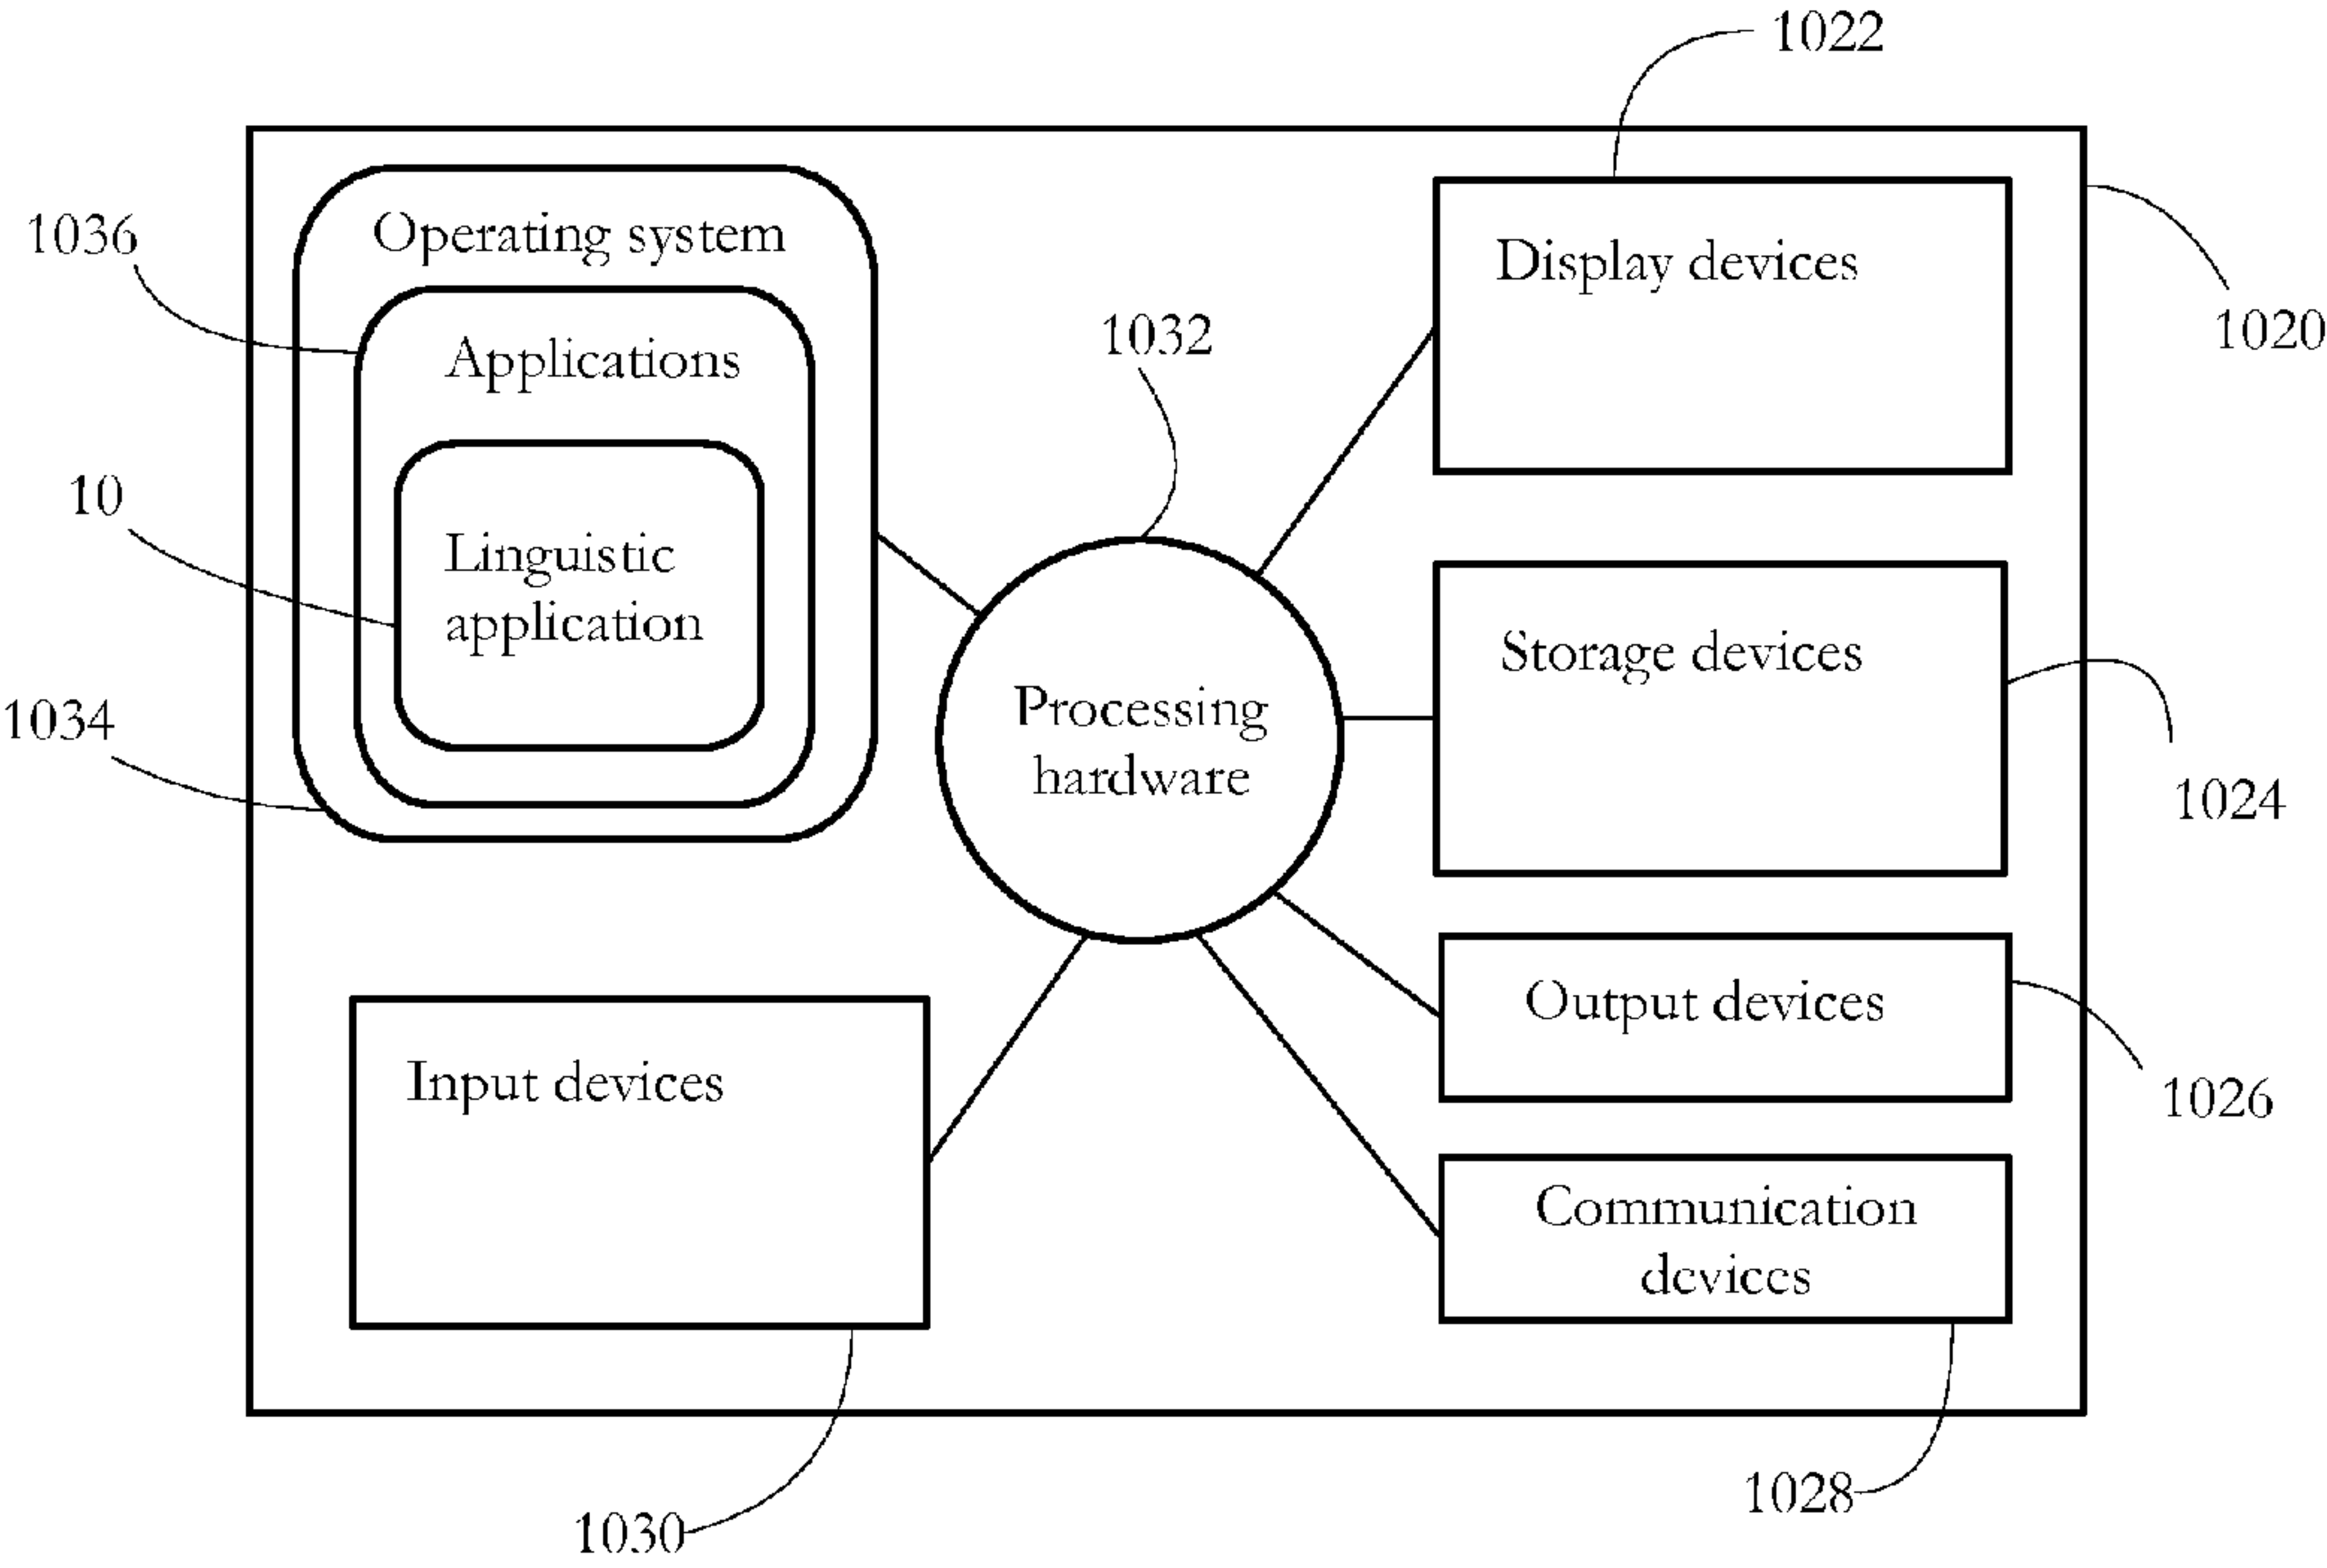 1022
1036
Operating system
Display devices
1020
1032
Applications
10
Linguistic
application
Storage devices
1034
Processing
hardware
1024
Output devices
Input devices
1026
Communication
devices
1028
1030